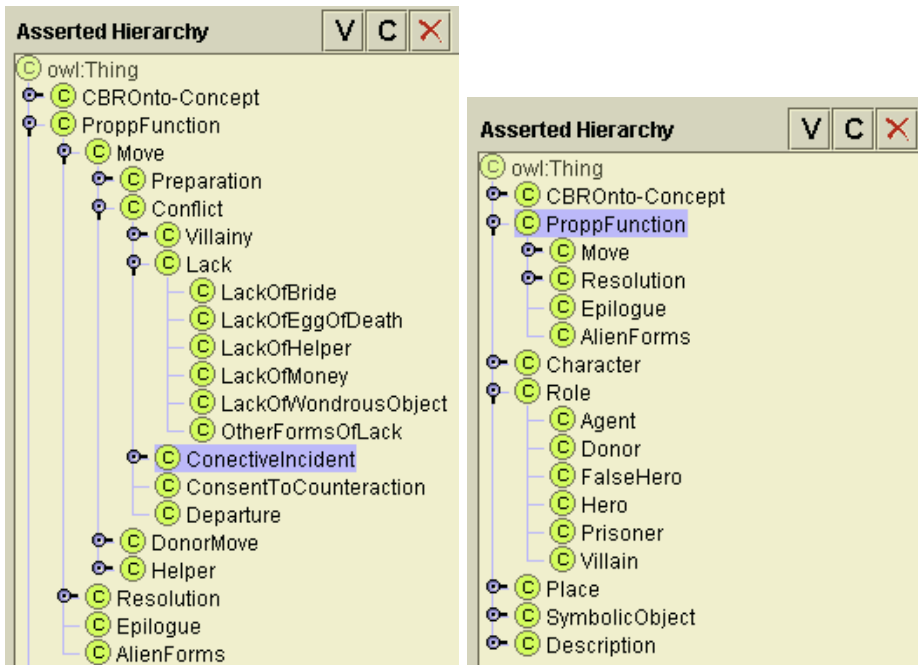 Asserted Hierarchy V C
C owl:Thing
C CBROnto-Concept
C ProppFunction
C Move
C Preparation
C Conflict
C Villainy
C Lack
C LackOfBride
C LackOfEggOfDeath
C LackOfHelper
C LackOfMoney
C LackOfWondrousObject
C OtherFormsOfLack
C ConectiveIncident
C ConsentToCounteraction
C Departure
C DonorMove
C Helper
C Resolution
C Epilogue
C AlienForms
Asserted Hierarchy V C
C owl:Thing
C CBROnto-Concept
C ProppFunction
C Move
C Resolution
C Epilogue
C AlienForms
C Character
C Role
C Agent
C Donor
C FalseHero
C Hero
C Prisoner
C Villain
C Place
C SymbolicObject
C Description